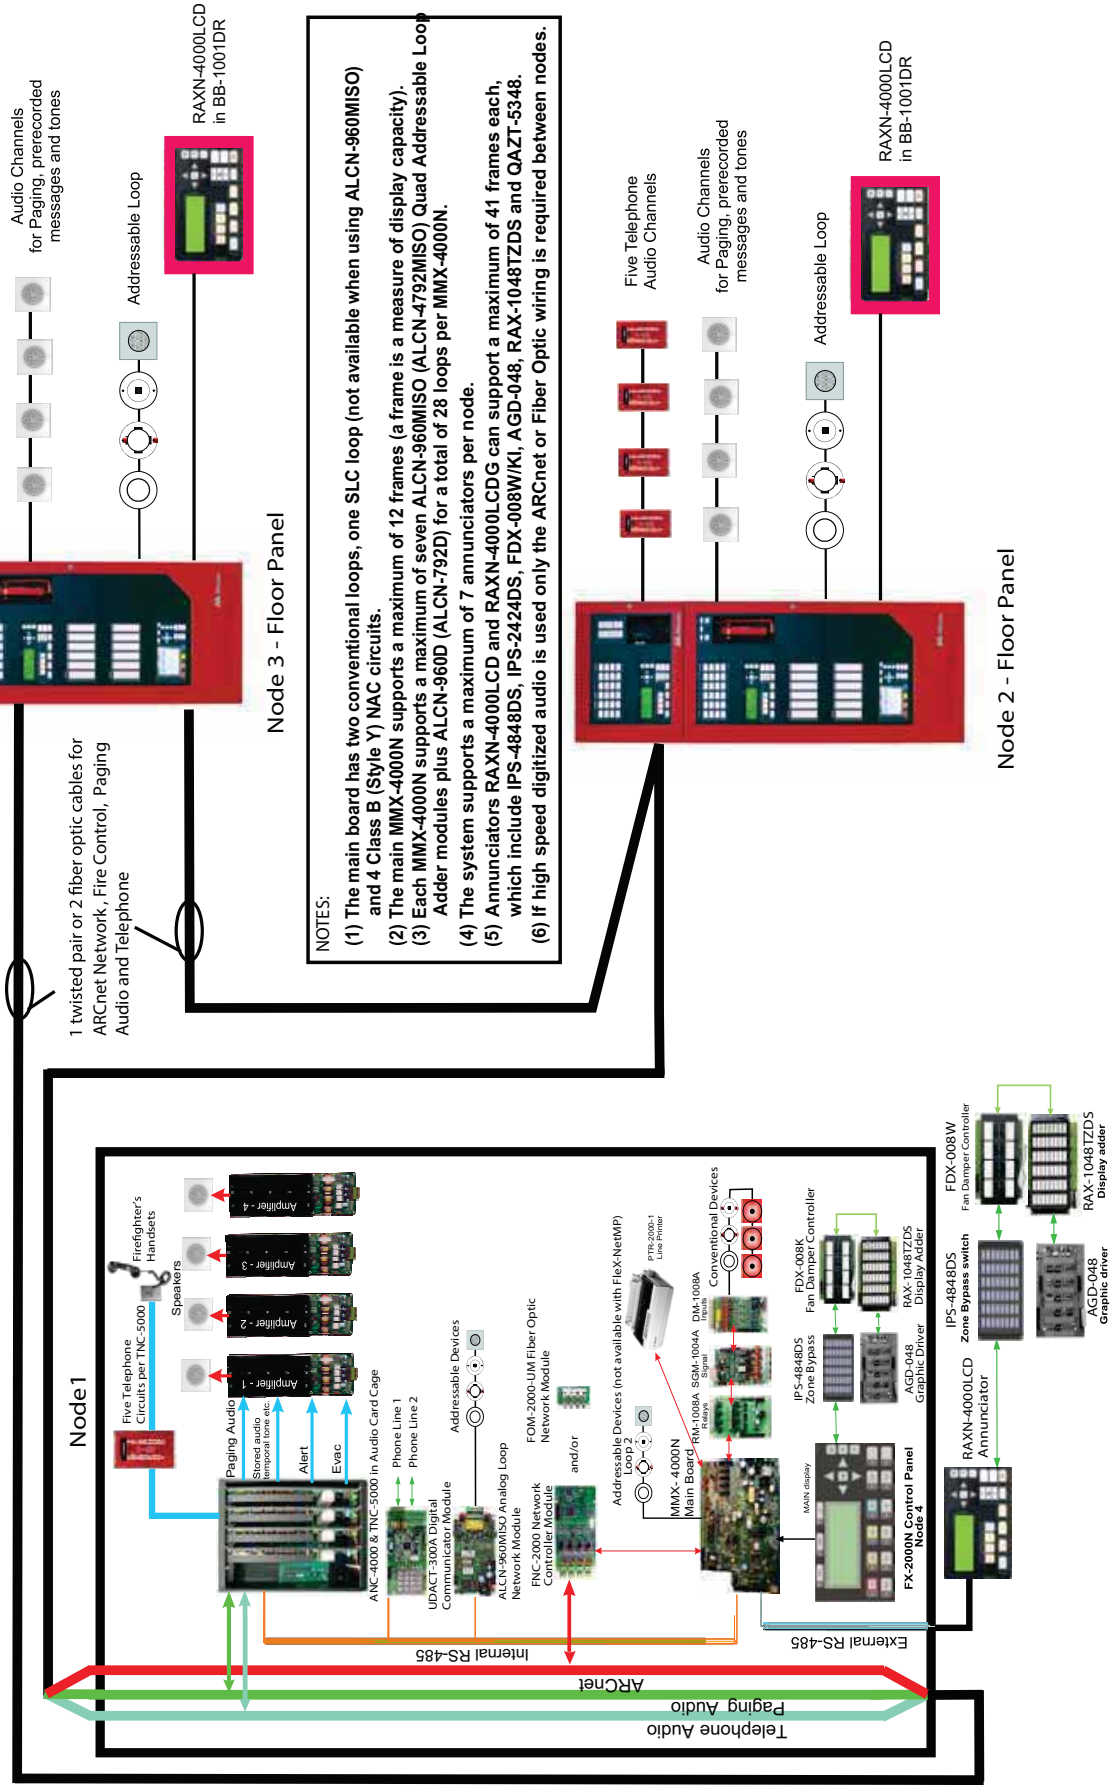 Audio Channels
for Paging, prerecorded
messages and tones
Addressable Loop
RAXN-4000LCD
in BB-1001DR
Node 3 - Floor Panel
1 twisted pair or 2 fiber optic cables for
ARCnet Network, Fire Control, Paging
Audio and Telephone
NOTES:
(1) The main board has two conventional loops, one SLC loop (not available when using ALCN-960MISO)
and 4 Class B (Style Y) NAC circuits.
(2) The main MMX-4000N supports a maximum of 12 frames (a frame is a measure of display capacity).
(3) Each MMX-4000N supports a maximum of seven ALCN-960MISO (ALCN-4792MISO) Quad Addressable Loop
Adder modules plus ALCN-960D (ALCN-792D) for a total of 28 loops per MMX-4000N.
(4) The system supports a maximum of 7 annunciators per node.
(5) Annunciators RAXN-4000LCD and RAXN-4000LCDG can support a maximum of 41 frames each,
which include IPS-4848DS, IPS-2424DS, FDX-008W/KI, AGD-048, RAX-1048TZDS and QAZT-5348.
(6) If high speed digitized audio is used only the ARCnet or Fiber Optic wiring is required between nodes.
Five Telephone
Audio Channels
Audio Channels
for Paging, prerecorded
messages and tones
Addressable Loop
RAXN-4000LCD
in BB-1001DR
Node 2 - Floor Panel
Node1
Five Telephone
Circuits per TNC-5000
Firefighter's
Handsets
Speakers
Amplifier - 1
Amplifier - 2
Amplifier - 3
Amplifier - 4
Paging Audio
Stored audio
temporal tone etc.
Alert
Evac
ANC-4000 & TNC-5000 in Audio Card Cage
Phone Line 1
Phone Line 2
UDACT-300A Digital
Communicator Module
Addressable Devices
ALCN-960MISO Analog Loop
Network Module
FOM-2000-UM Fiber Optic
Network Module
and/or
FNC-2000 Network
Controller Module
Addressable Devices (not available with FleX-NetMP)
Loop 2
MMX- 4000N
Main Board
PTR-2000-1
Line Printer
RM-1008A
Relays
SGM-1004A
Signal
DM-1008A
Inputs
Conventional Devices
MAIN display
FX-2000N Control Panel
Node 4
IPS-4848DS
Zone Bypass
FDX-008K
Fan Damper Controller
AGD-048
Graphic Driver
RAX- 1048TZDS
Display Adder
RAXN-4000LCD
Annunciator
IPS-4848DS
Zone Bypass switch
FDX-008W
Fan Damper Controller
AGD-048
Graphic driver
RAX-1048TZDS
Display adder
Internal RS-485
External RS-485
ARCnet
Paging Audio
Telephone Audio